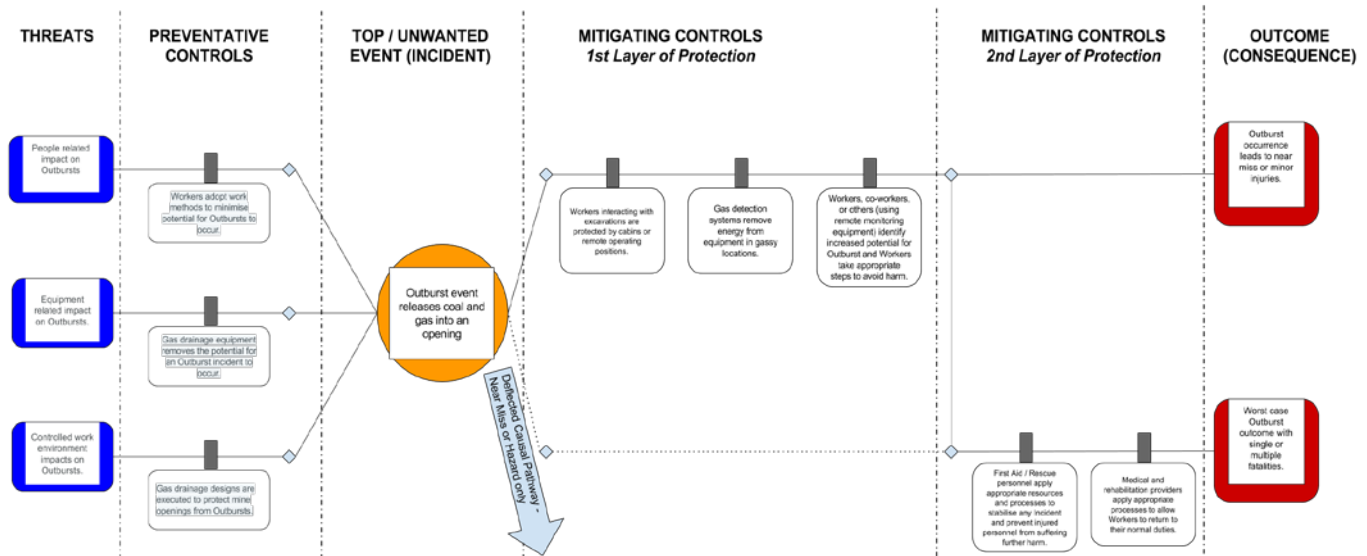 THREATS
PREVENTATIVE
CONTROLS
TOP / UNWANTED
EVENT (INCIDENT)
MITIGATING CONTROLS
1st Layer of Protection
MITIGATING CONTROLS
2nd Layer of Protection
OUTCOME
(CONSEQUENCE)
People related
impact on
Outbursts
Workers adopt work
methods to minimise
potential for Outbursts to
occur.
Equipment
related impact
on Outbursts.
Gas drainage equipment
removes the potential for
an Outburst incident to
occur.
Controlled work
environment
impacts on
Outbursts.
Gas drainage designs are
executed to protect mine
openings from Outbursts.
Outburst event
releases coal and
gas into an
opening
Deflected Causal Pathway -
Near Miss or Hazard only
Workers interacting with
excavations are
protected by cabins or
remote operating
positions.
Gas detection
systems remove
energy from
equipment in gassy
locations.
Workers, co-workers,
or others (using
remote monitoring
equipment) identify
increased potential for
Outburst and Workers
take appropriate
steps to avoid harm.
First Aid / Rescue
personnel apply
appropriate resources
and processes to
stabilise any incident
and prevent injured
personnel from suffering
further harm.
Medical and
rehabilitation providers
apply appropriate
processes to allow
Workers to return to
their normal duties.
Outburst
occurrence
leads to near
miss or minor
injuries.
Worst case
Outburst
outcome with
single or
multiple
fatalities.